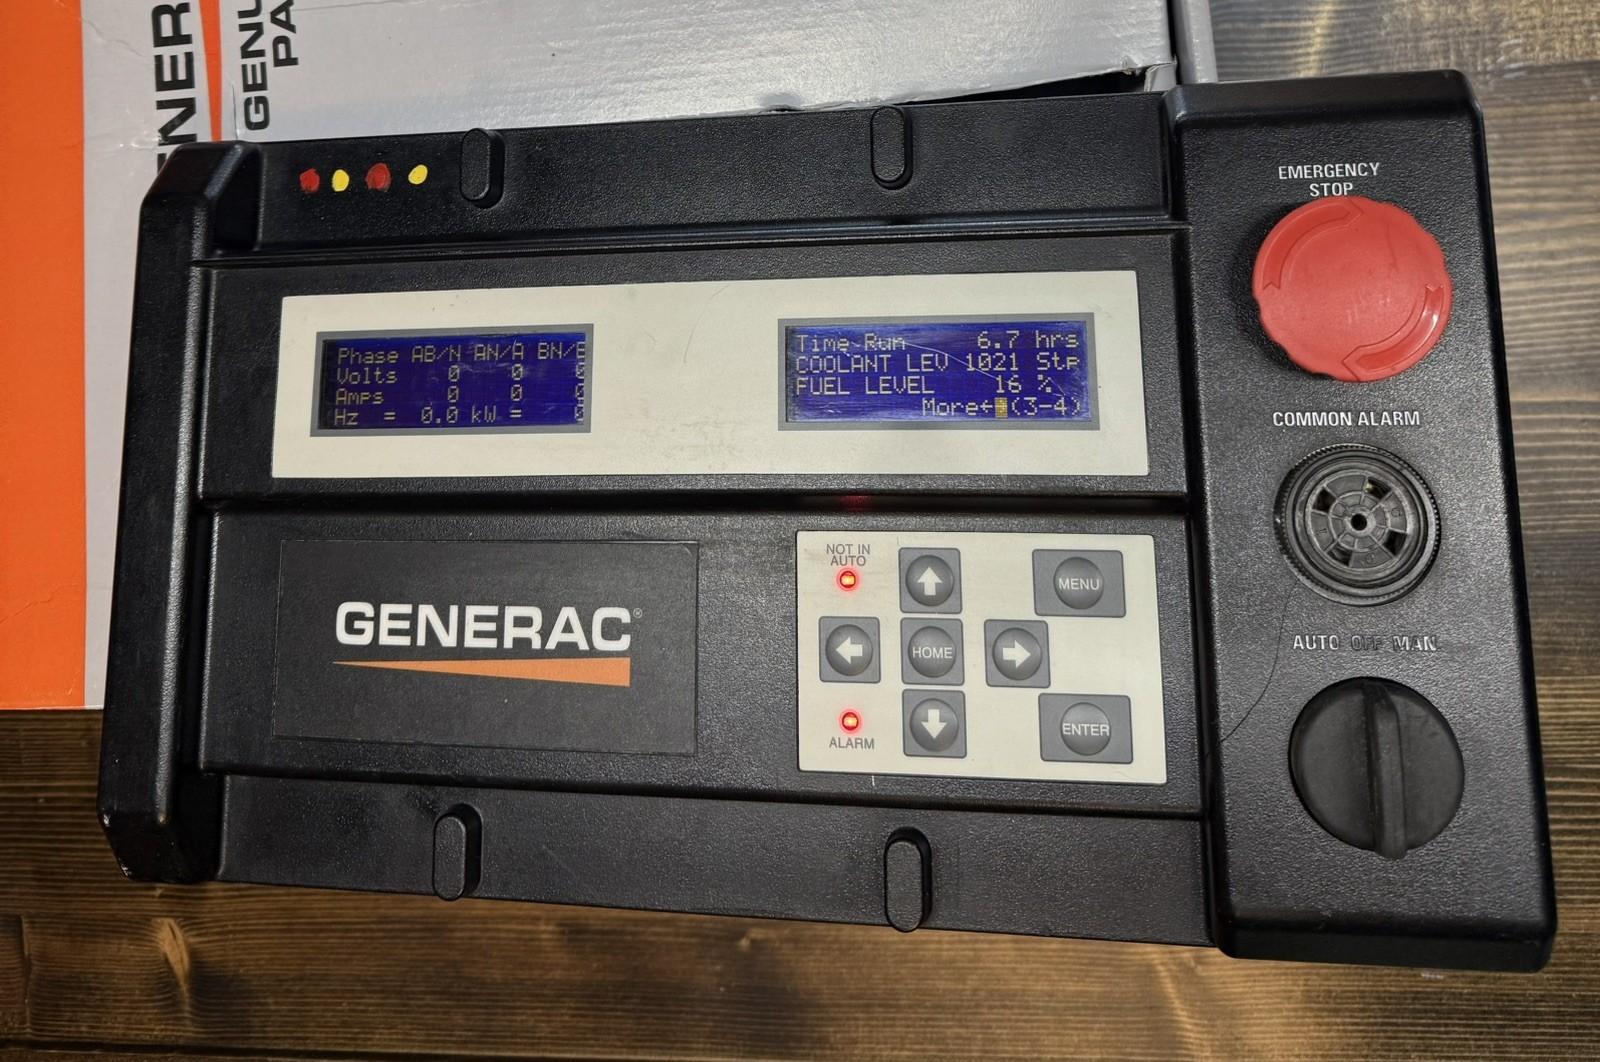 GENER
GENU
PA
EMERGENCY
STOP
Phase AB/N AN/A BN/B
Volts 0 0 0
Amps 0 0 0
Hz = 0.0 kW = 0
Time Run 6.7 hrs
COOLANT LEV 1021 Stp
FUEL LEVEL 16 %
More←→(3-4)
COMMON ALARM
NOT IN
AUTO
MENU
HOME
ENTER
ALARM
GENERAC®
AUTO OFF MAN